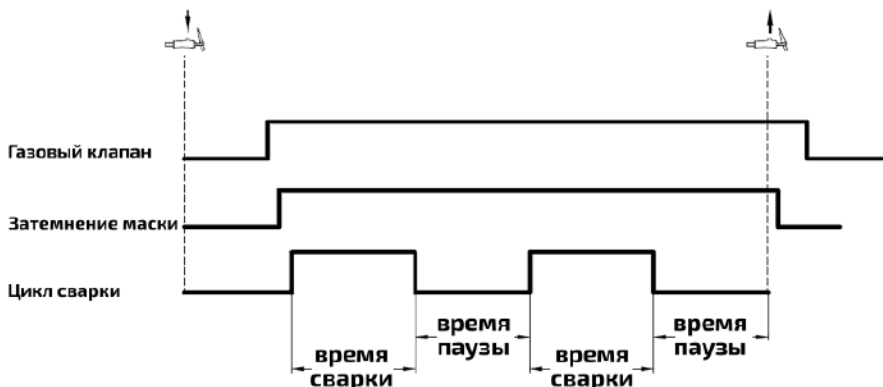 Газовый клапан
Затемнение маски
Цикл сварки
время
сварки
время
паузы
время
сварки
время
паузы